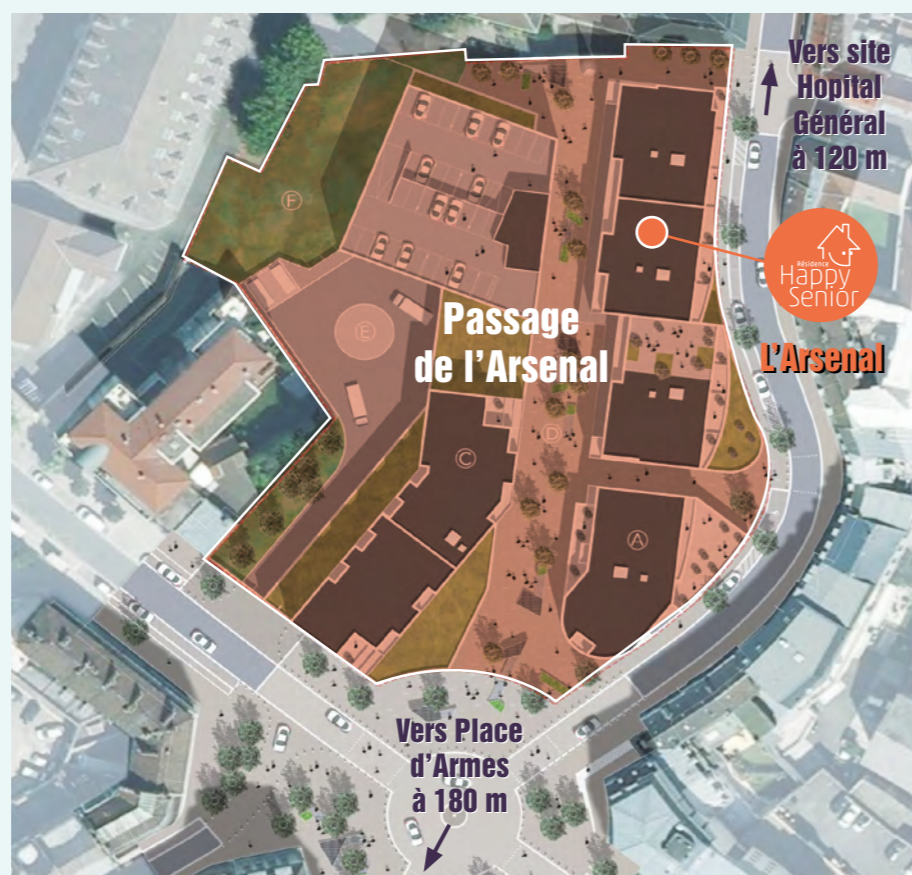 Vers site
Hopital
Général
à 120 m
Résidence
Happy
Senior
L'Arsenal
Passage
de l'Arsenal
F
E
D
C
A
Vers Place
d'Armes
à 180 m